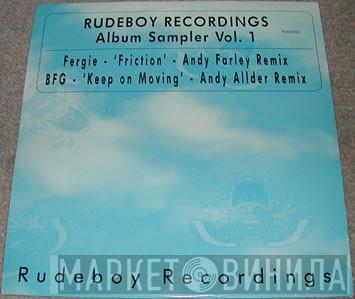 RUDEBOY RECORDINGS
Album Sampler Vol. 1
Fergie - 'Friction' - Andy Farley Remix
BFG - 'Keep on Moving' - Andy Allder Remix
Rudeboy Recordings
МАРКЕТ ВИНИЛА